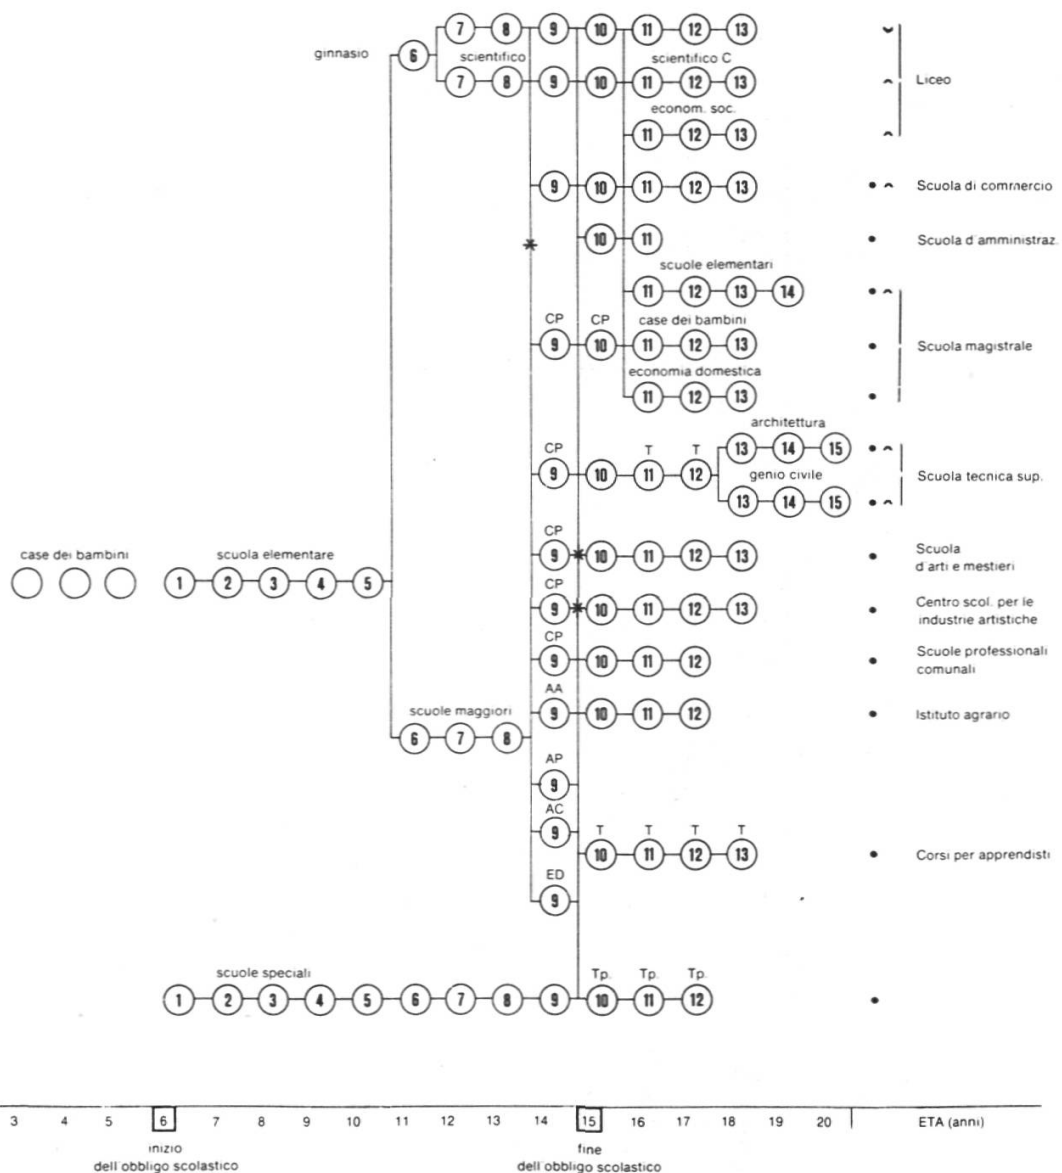 7 8 9 10 11 12 13
ginnasio 6 scientifico scientifico C Liceo
7 8 9 10 11 12 13
econom. soc.
11 12 13
9 10 11 12 13 Scuola di commercio
10 11 Scuola d'amministraz.
scuole elementari
11 12 13 14
CP CP case dei bambini
9 10 11 12 13 Scuola magistrale
economia domestica
11 12 13
architettura
CP T T 13 14 15
9 10 11 12 genio civile Scuola tecnica sup.
13 14 15
CP
case dei bambini scuola elementare 9 10 11 12 13 Scuola
d'arti e mestieri
1 2 3 4 5
CP
9 10 11 12 13 Centro scol. per le
industrie artistiche
CP
9 10 11 12 Scuole professionali
comunali
AA
scuole maggiori 9 10 11 12 Istituto agrario
6 7 8
AP
9
AC
9 T T T T
10 11 12 13 Corsi per apprendisti
ED
9
scuole speciali Tp. Tp. Tp.
1 2 3 4 5 6 7 8 9 10 11 12
3 4 5 6 7 8 9 10 11 12 13 14 15 16 17 18 19 20 ETA (anni)
inizio fine
dell'obbligo scolastico dell'obbligo scolastico